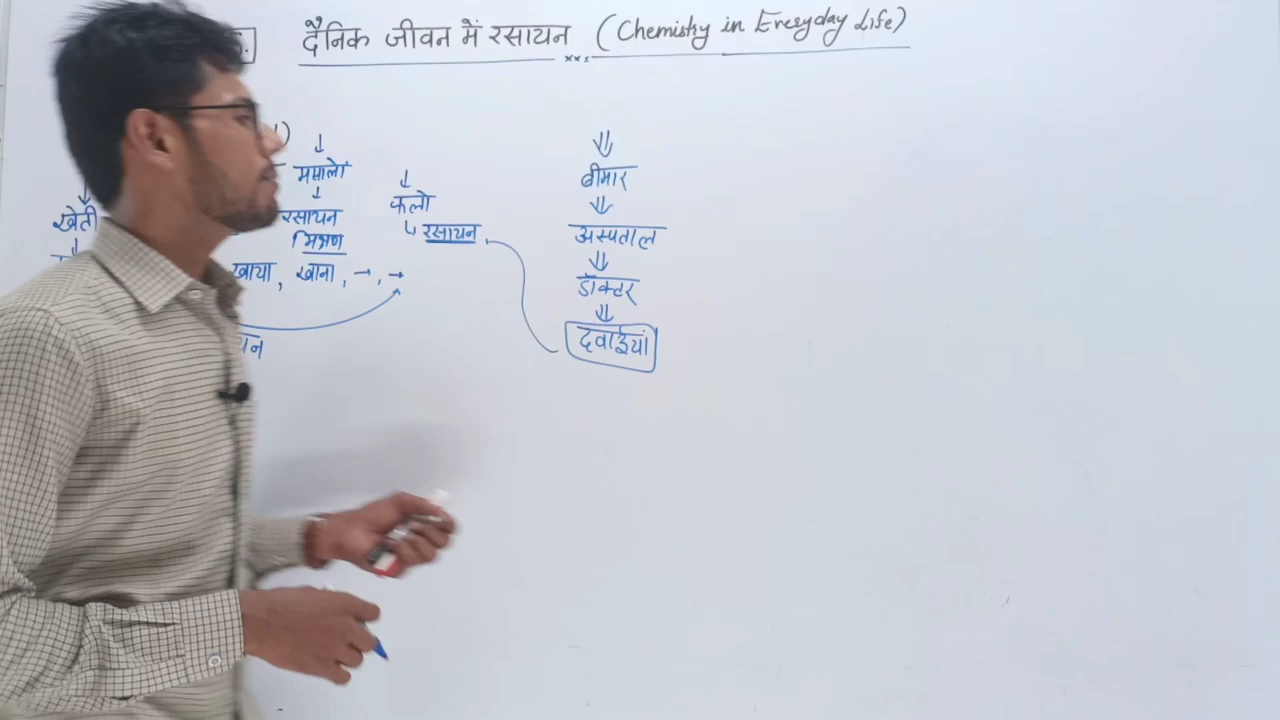 दैनिक जीवन में रसायन (Chemistry in Everyday Life)
खेती
मसालों
रसायन
मिश्रण
खाया, खाना, → , →
फलो
↳ रसायन
बीमार
अस्पताल
डॉक्टर
दवाईयां